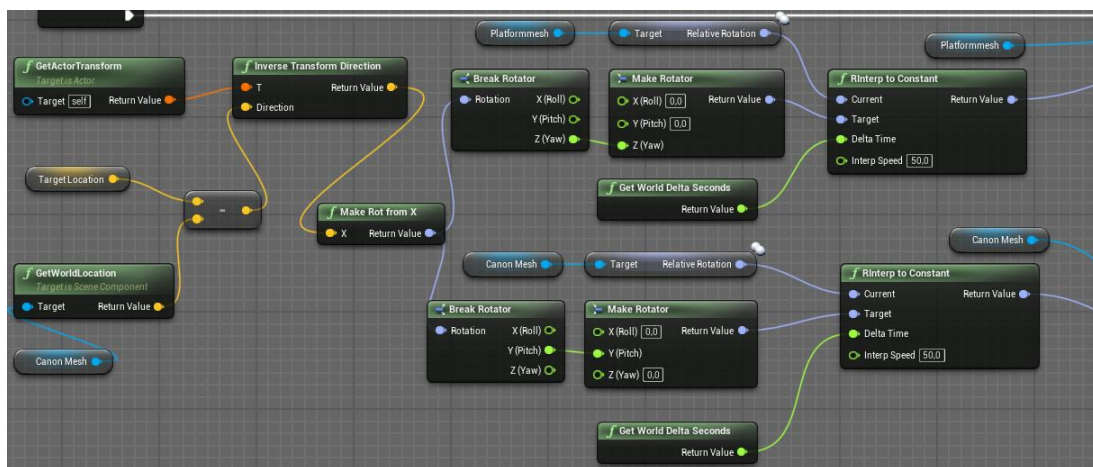 GetActorTransform
Target is Actor
Target self Return Value
Inverse Transform Direction
T Return Value
Direction
Target Location
-
GetWorldLocation
Target is Scene Component
Target Return Value
Canon Mesh
Make Rot from X
X Return Value
Platformmesh
Target Relative Rotation
Break Rotator
Rotation X (Roll)
Y (Pitch)
Z (Yaw)
Make Rotator
X (Roll) 0,0 Return Value
Y (Pitch) 0,0
Z (Yaw)
Get World Delta Seconds
Return Value
Platformmesh
RInterp to Constant
Current Return Value
Target
Delta Time
Interp Speed 50,0
Canon Mesh
Target Relative Rotation
Break Rotator
Rotation X (Roll)
Y (Pitch)
Z (Yaw)
Make Rotator
X (Roll) 0,0 Return Value
Y (Pitch)
Z (Yaw) 0,0
Get World Delta Seconds
Return Value
Canon Mesh
RInterp to Constant
Current Return Value
Target
Delta Time
Interp Speed 50,0